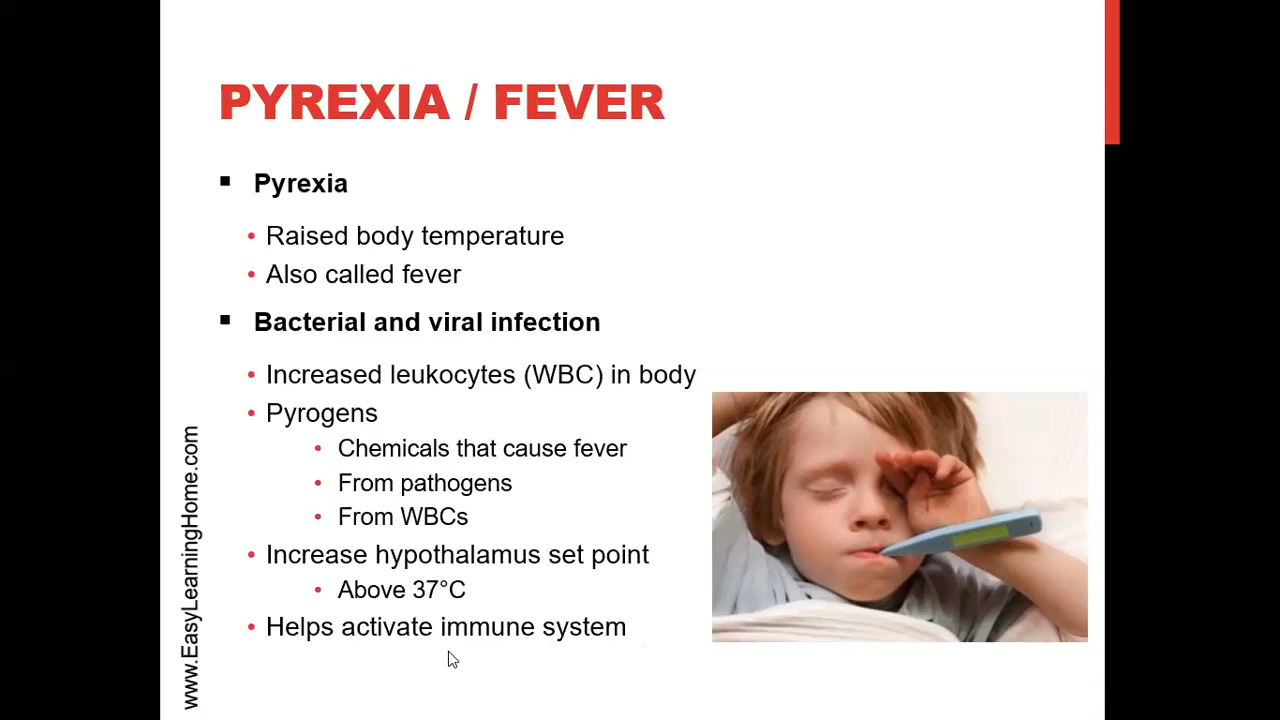 PYREXIA / FEVER
▪ Pyrexia
• Raised body temperature
• Also called fever
▪ Bacterial and viral infection
• Increased leukocytes (WBC) in body
• Pyrogens
• Chemicals that cause fever
• From pathogens
• From WBCs
• Increase hypothalamus set point
• Above 37°C
• Helps activate immune system
www.EasyLearningHome.com